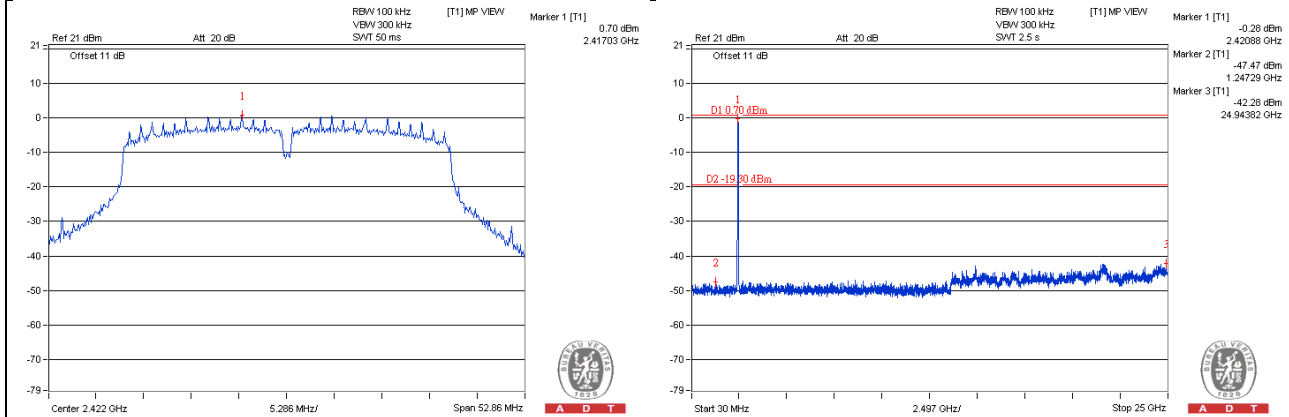 RBW 100 kHz [T1] MP VIEW
VBW 300 kHz
Ref 21 dBm Att 20 dB SWT 50 ms
Marker 1 [T1]
0.70 dBm
2.41703 GHz
21
Offset 11 dB
10
1
0
-10
-20
-30
-40
-50
-60
-70
-79
Center 2.422 GHz 5.286 MHz/ Span 52.86 MHz
BUREAU VERITAS
1828
A D T
RBW 100 kHz [T1] MP VIEW
VBW 300 kHz
Ref 21 dBm Att 20 dB SWT 2.5 s
Marker 1 [T1]
-0.28 dBm
2.42088 GHz
Marker 2 [T1]
-47.47 dBm
1.24729 GHz
Marker 3 [T1]
-42.28 dBm
24.94382 GHz
21
Offset 11 dB
10
1
D1 0.70 dBm
0
-10
D2 -19.30 dBm
-20
-30
3
-40
2
-50
-60
-70
-79
Start 30 MHz 2.497 GHz/ Stop 25 GHz
BUREAU VERITAS
1828
A D T